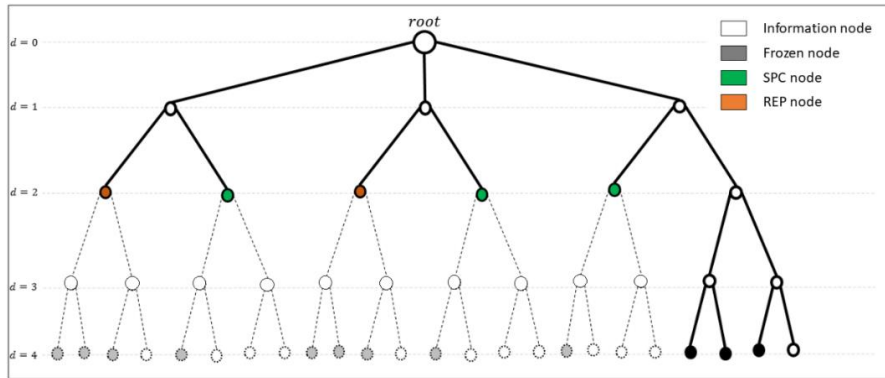 root
d = 0
Information node
Frozen node
SPC node
REP node
d = 1
d = 2
d = 3
d = 4